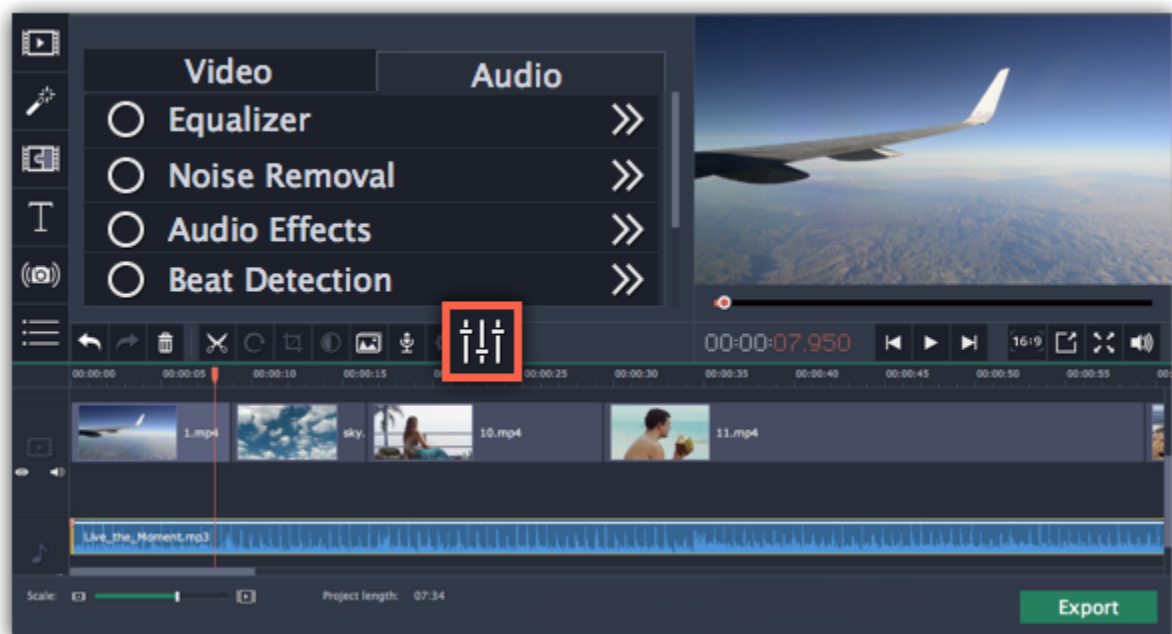 Video
Audio
Equalizer
Noise Removal
Audio Effects
Beat Detection
T
00:00:07.950
16:9
00:00:00 00:00:05 00:00:10 00:00:15 00:00:25 00:00:30 00:00:35 00:00:40 00:00:45 00:00:50 00:00:55
1.mp4 sky. 10.mp4 11.mp4
Live_the_Moment.mp3
Scale: Project length: 07:34
Export